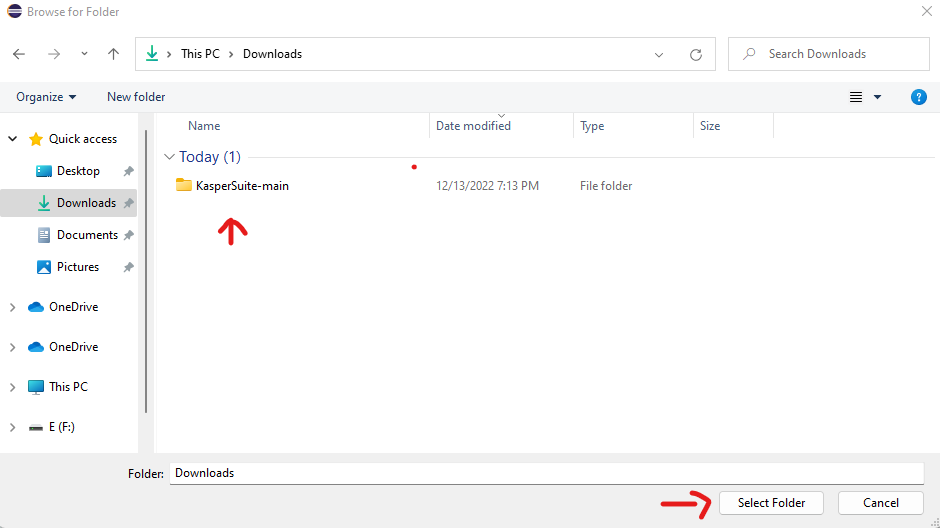 Browse for Folder
This PC > Downloads
Search Downloads
Organize New folder
?
Name Date modified Type Size
Quick access
Today (1)
Desktop
KasperSuite-main 12/13/2022 7:13 PM File folder
Downloads
Documents
Pictures
OneDrive
OneDrive
This PC
E (F:)
Folder: Downloads
Select Folder Cancel